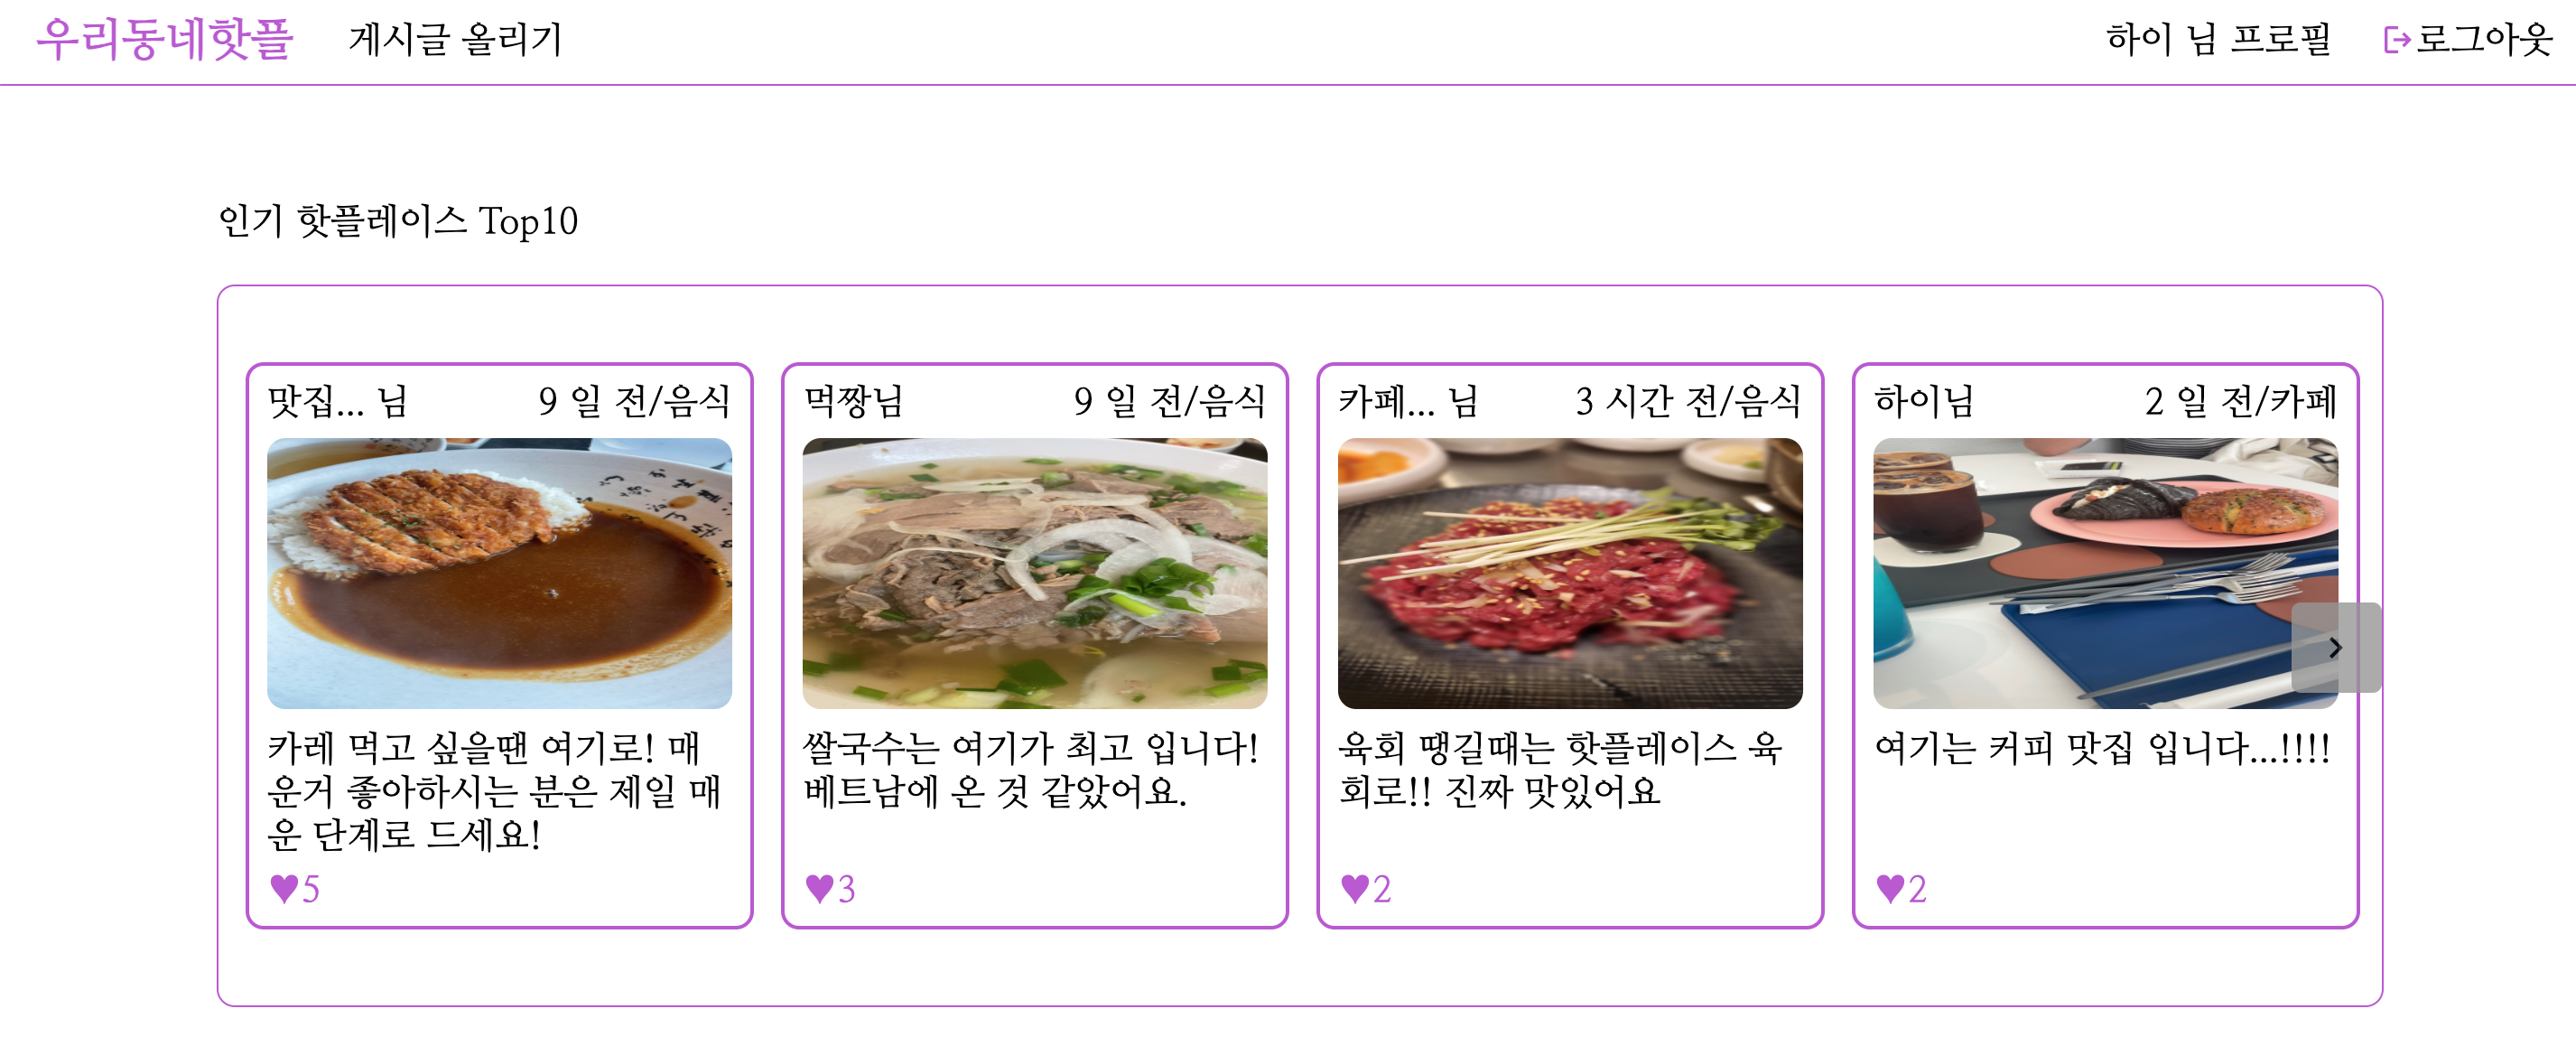 우리동네핫플 게시글 올리기 하이 님 프로필 로그아웃
인기 핫플레이스 Top10
맛집... 님 9 일 전/음식
카레 먹고 싶을땐 여기로! 매
운거 좋아하시는 분은 제일 매
운 단계로 드세요!
♥5
먹짱님 9 일 전/음식
쌀국수는 여기가 최고 입니다!
베트남에 온 것 같았어요.
♥3
카페... 님 3 시간 전/음식
육회 땡길때는 핫플레이스 육
회로!! 진짜 맛있어요
♥2
하이님 2 일 전/카페
여기는 커피 맛집 입니다...!!!!
♥2